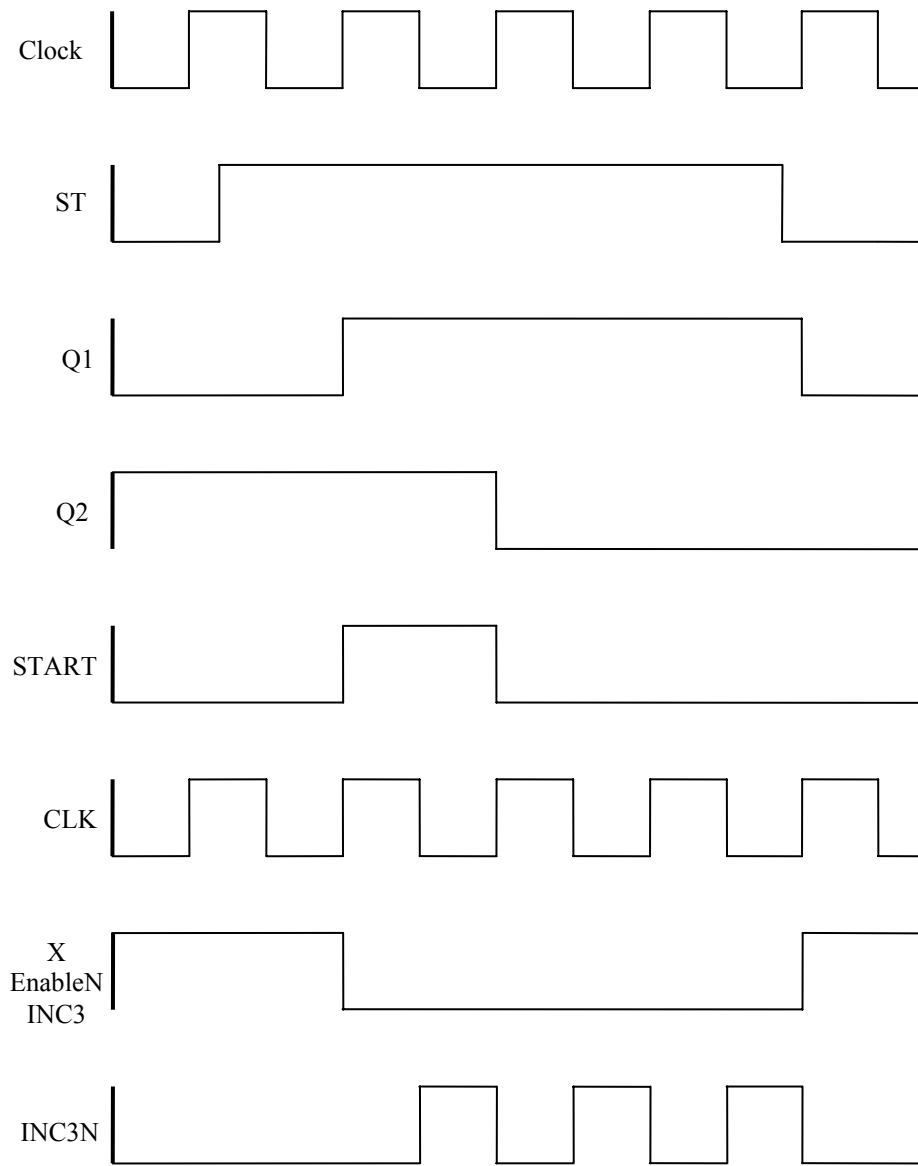 Clock
ST
Q1
Q2
START
CLK
X
EnableN
INC3
INC3N